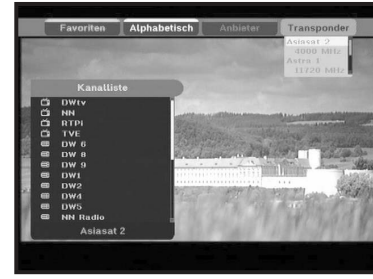 Favoriten
Alphabetisch
Anbieter
Transponder
Asiasat 2
4000 MHz
Astra 1
11720 MHz
Kanalliste
DWtv
NN
RTPi
TVE
DW 6
DW 8
DW 9
DW1
DW2
DW4
DW5
NN Radio
Asiasat 2